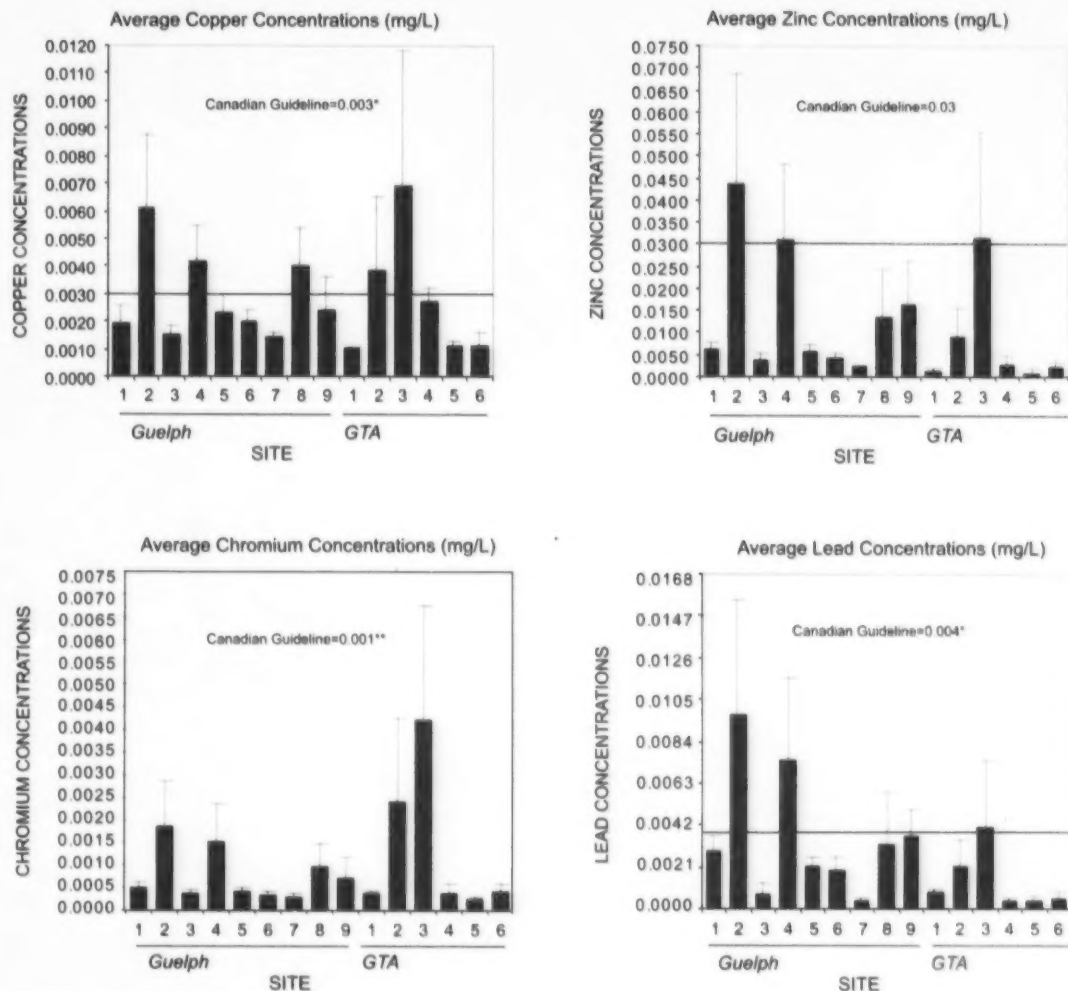 Average Copper Concentrations (mg/L)
COPPER CONCENTRATIONS
0.0120
0.0110
0.0100
0.0090
0.0080
0.0070
0.0060
0.0050
0.0040
0.0030
0.0020
0.0010
0.0000
Canadian Guideline=0.003*
1 2 3 4 5 6 7 8 9 1 2 3 4 5 6
Guelph GTA
SITE
Average Zinc Concentrations (mg/L)
ZINC CONCENTRATIONS
0.0750
0.0700
0.0650
0.0600
0.0550
0.0500
0.0450
0.0400
0.0350
0.0300
0.0250
0.0200
0.0150
0.0100
0.0050
0.0000
Canadian Guideline=0.03
1 2 3 4 5 6 7 8 9 1 2 3 4 5 6
Guelph GTA
SITE
Average Chromium Concentrations (mg/L)
CHROMIUM CONCENTRATIONS
0.0075
0.0070
0.0065
0.0060
0.0055
0.0050
0.0045
0.0040
0.0035
0.0030
0.0025
0.0020
0.0015
0.0010
0.0005
0.0000
Canadian Guideline=0.001**
1 2 3 4 5 6 7 8 9 1 2 3 4 5 6
Guelph GTA
SITE
Average Lead Concentrations (mg/L)
LEAD CONCENTRATIONS
0.0168
0.0147
0.0126
0.0105
0.0084
0.0063
0.0042
0.0021
0.0000
Canadian Guideline=0.004*
1 2 3 4 5 6 7 8 9 1 2 3 4 5 6
Guelph GTA
SITE